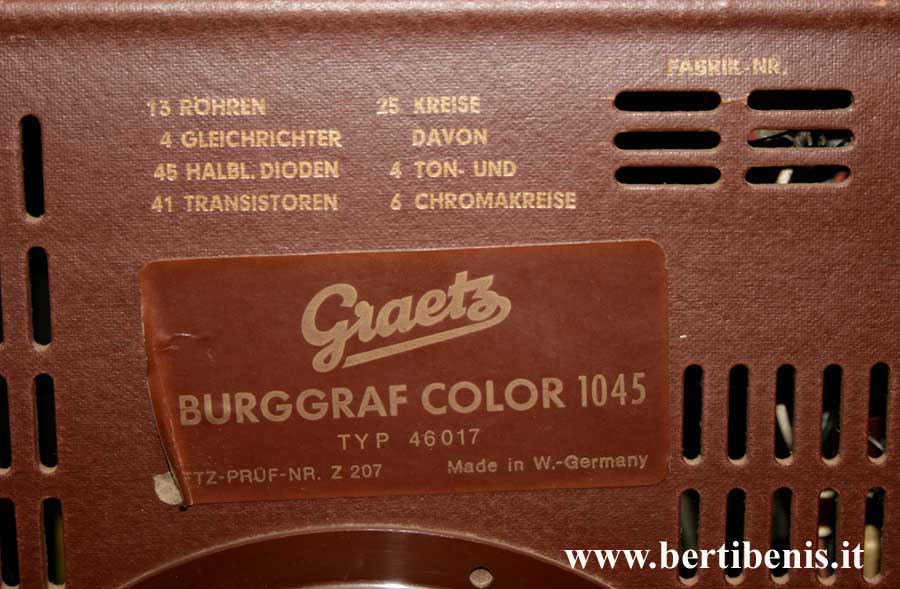 FABRIK-NR.
13 RÖHREN
4 GLEICHRICHTER
45 HALBL. DIODEN
41 TRANSISTOREN
25 KREISE
DAVON
4 TON- UND
6 CHROMAKREISE
Graetz
BURGGRAF COLOR 1045
TYP 46017
FTZ-PRÜF-NR. Z 207 Made in W.-Germany
www.bertibenis.it